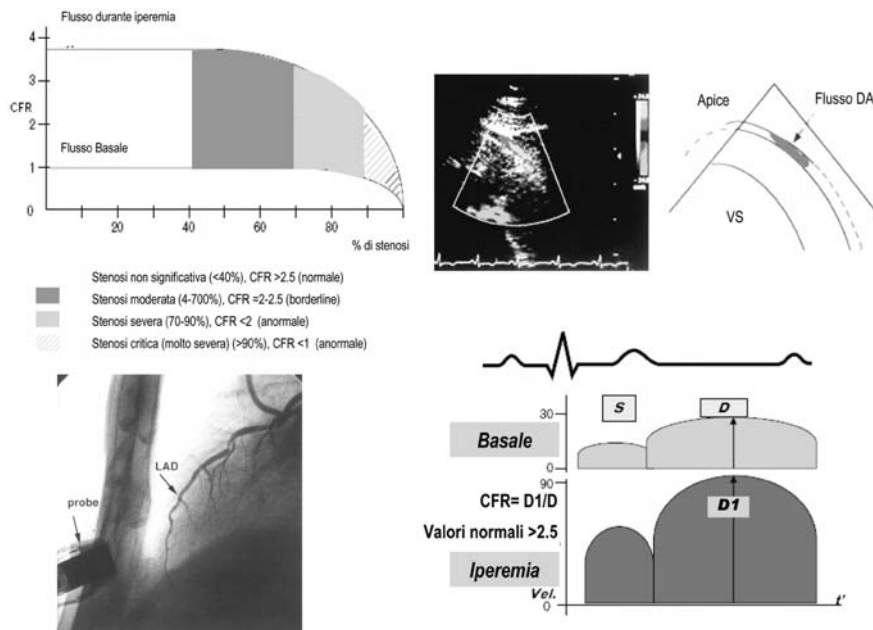 Flusso durante iperemia
4
3
CFR
2
Flusso Basale
1
0
20
40
60
80
% di stenosi
Stenosi non significativa (<40%), CFR >2.5 (normale)
Stenosi moderata (4-700%), CFR =2-2.5 (borderline)
Stenosi severa (70-90%), CFR <2 (anormale)
Stenosi critica (molto severa) (>90%), CFR <1 (anormale)
Apice
Flusso DA
VS
LAD
probe
S
D
30
Basale
0
90
CFR= D1/D
D1
Valori normali >2.5
Iperemia
Vel.
0
t'